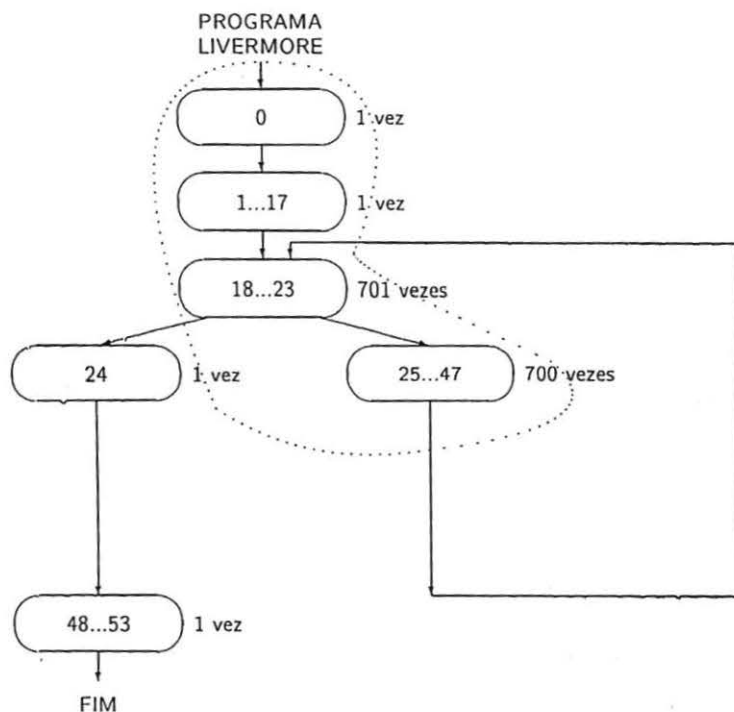 PROGRAMA
LIVERMORE
0
1 vez
1...17
1 vez
18...23
701 vezes
24
1 vez
25...47
700 vezes
48...53
1 vez
FIM